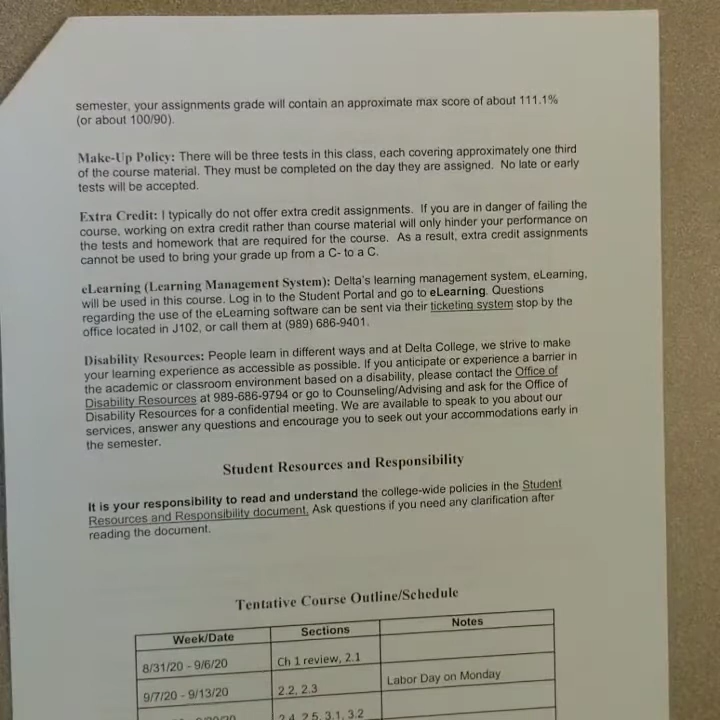 semester, your assignments grade will contain an approximate max score of about 111.1%
(or about 100/90).
Make-Up Policy: There will be three tests in this class, each covering approximately one third
of the course material. They must be completed on the day they are assigned. No late or early
tests will be accepted.
Extra Credit: I typically do not offer extra credit assignments. If you are in danger of failing the
course, working on extra credit rather than course material will only hinder your performance on
the tests and homework that are required for the course. As a result, extra credit assignments
cannot be used to bring your grade up from a C- to a C.
eLearning (Learning Management System): Delta's learning management system, eLearning,
will be used in this course. Log in to the Student Portal and go to eLearning. Questions
regarding the use of the eLearning software can be sent via their ticketing system stop by the
office located in J102, or call them at (989) 686-9401.
Disability Resources: People learn in different ways and at Delta College, we strive to make
your learning experience as accessible as possible. If you anticipate or experience a barrier in
the academic or classroom environment based on a disability, please contact the Office of
Disability Resources at 989-686-9794 or go to Counseling/Advising and ask for the Office of
Disability Resources for a confidential meeting. We are available to speak to you about our
services, answer any questions and encourage you to seek out your accommodations early in
the semester.
Student Resources and Responsibility
It is your responsibility to read and understand the college-wide policies in the Student
Resources and Responsibility document. Ask questions if you need any clarification after
reading the document.
Tentative Course Outline/Schedule
Week/Date Sections Notes
8/31/20 - 9/6/20 Ch 1 review, 2.1
9/7/20 - 9/13/20 2.2, 2.3 Labor Day on Monday
2.4, 2.5, 3.1, 3.2